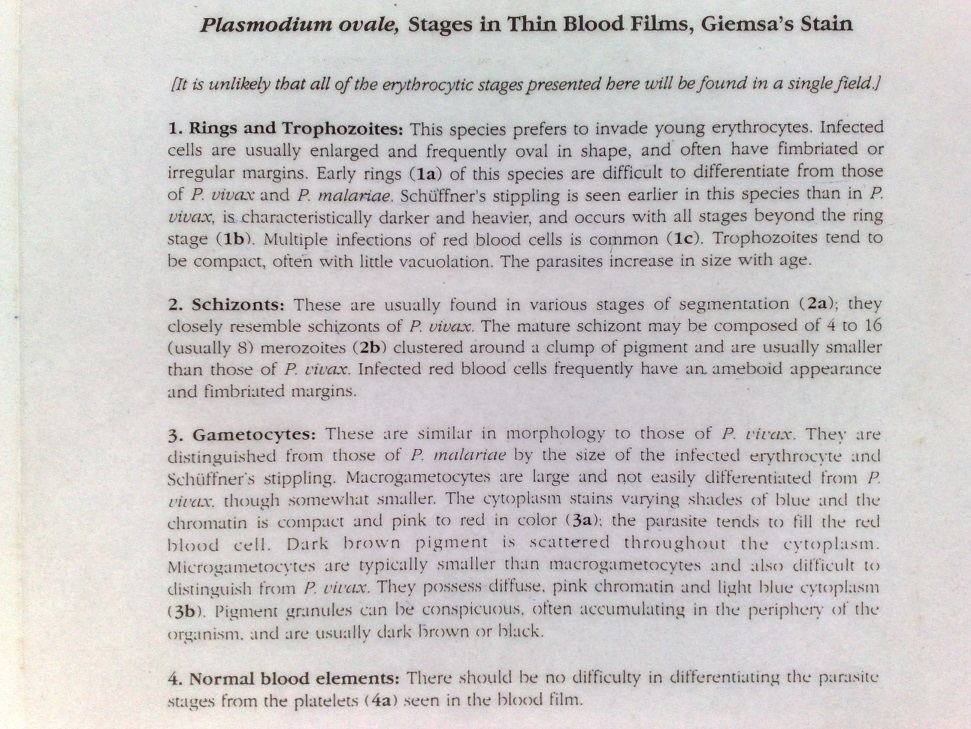 Plasmodium ovale, Stages in Thin Blood Films, Giemsa's Stain
[It is unlikely that all of the erythrocytic stages presented here will be found in a single field.]
1. Rings and Trophozoites: This species prefers to invade young erythrocytes. Infected
cells are usually enlarged and frequently oval in shape, and often have fimbriated or
irregular margins. Early rings (1a) of this species are difficult to differentiate from those
of P. vivax and P. malariae. Schüffner's stippling is seen earlier in this species than in P.
vivax, is characteristically darker and heavier, and occurs with all stages beyond the ring
stage (1b). Multiple infections of red blood cells is common (1c). Trophozoites tend to
be compact, often with little vacuolation. The parasites increase in size with age.
2. Schizonts: These are usually found in various stages of segmentation (2a); they
closely resemble schizonts of P. vivax. The mature schizont may be composed of 4 to 16
(usually 8) merozoites (2b) clustered around a clump of pigment and are usually smaller
than those of P. vivax. Infected red blood cells frequently have an ameboid appearance
and fimbriated margins.
3. Gametocytes: These are similar in morphology to those of P. vivax. They are
distinguished from those of P. malariae by the size of the infected erythrocyte and
Schüffner's stippling. Macrogametocytes are large and not easily differentiated from P.
vivax, though somewhat smaller. The cytoplasm stains varying shades of blue and the
chromatin is compact and pink to red in color (3a); the parasite tends to fill the red
blood cell. Dark brown pigment is scattered throughout the cytoplasm.
Microgametocytes are typically smaller than macrogametocytes and also difficult to
distinguish from P. vivax. They possess diffuse, pink chromatin and light blue cytoplasm
(3b). Pigment granules can be conspicuous, often accumulating in the periphery of the
organism, and are usually dark brown or black.
4. Normal blood elements: There should be no difficulty in differentiating the parasite
stages from the platelets (4a) seen in the blood film.